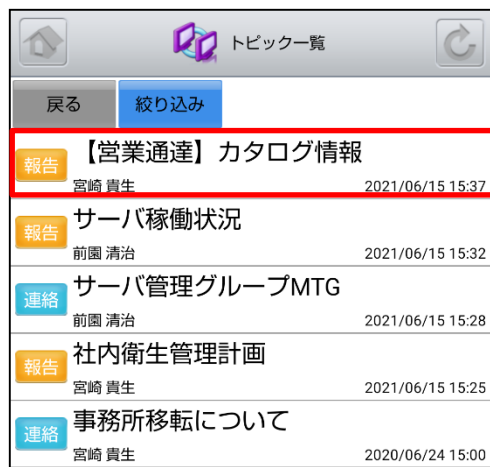 トピック一覧
戻る 絞り込み
報告 【営業通達】カタログ情報
宮崎 貴生 2021/06/15 15:37
報告 サーバ稼働状況
前園 清治 2021/06/15 15:32
連絡 サーバ管理グループMTG
前園 清治 2021/06/15 15:28
報告 社内衛生管理計画
宮崎 貴生 2021/06/15 15:25
連絡 事務所移転について
宮崎 貴生 2020/06/24 15:00